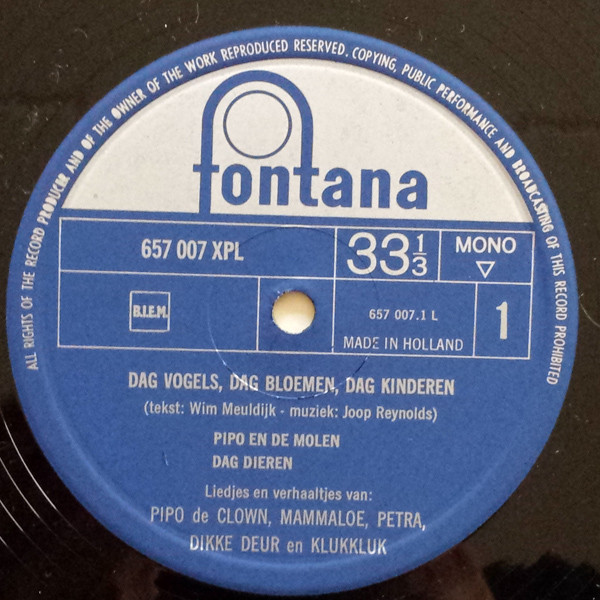 ALL RIGHTS OF THE RECORD PRODUCER AND OF THE OWNER OF THE WORK REPRODUCED RESERVED. COPYING, PUBLIC PERFORMANCE AND BROADCASTING OF THIS RECORD PROHIBITED
fontana
657 007 XPL
33 1/3
MONO
▽
B.I.E.M.
657 007.1 L
MADE IN HOLLAND
1
DAG VOGELS, DAG BLOEMEN, DAG KINDEREN
(tekst: Wim Meuldijk - muziek: Joop Reynolds)
PIPO EN DE MOLEN
DAG DIEREN
Liedjes en verhaaltjes van:
PIPO de CLOWN, MAMMALOE, PETRA,
DIKKE DEUR en KLUKKLUK